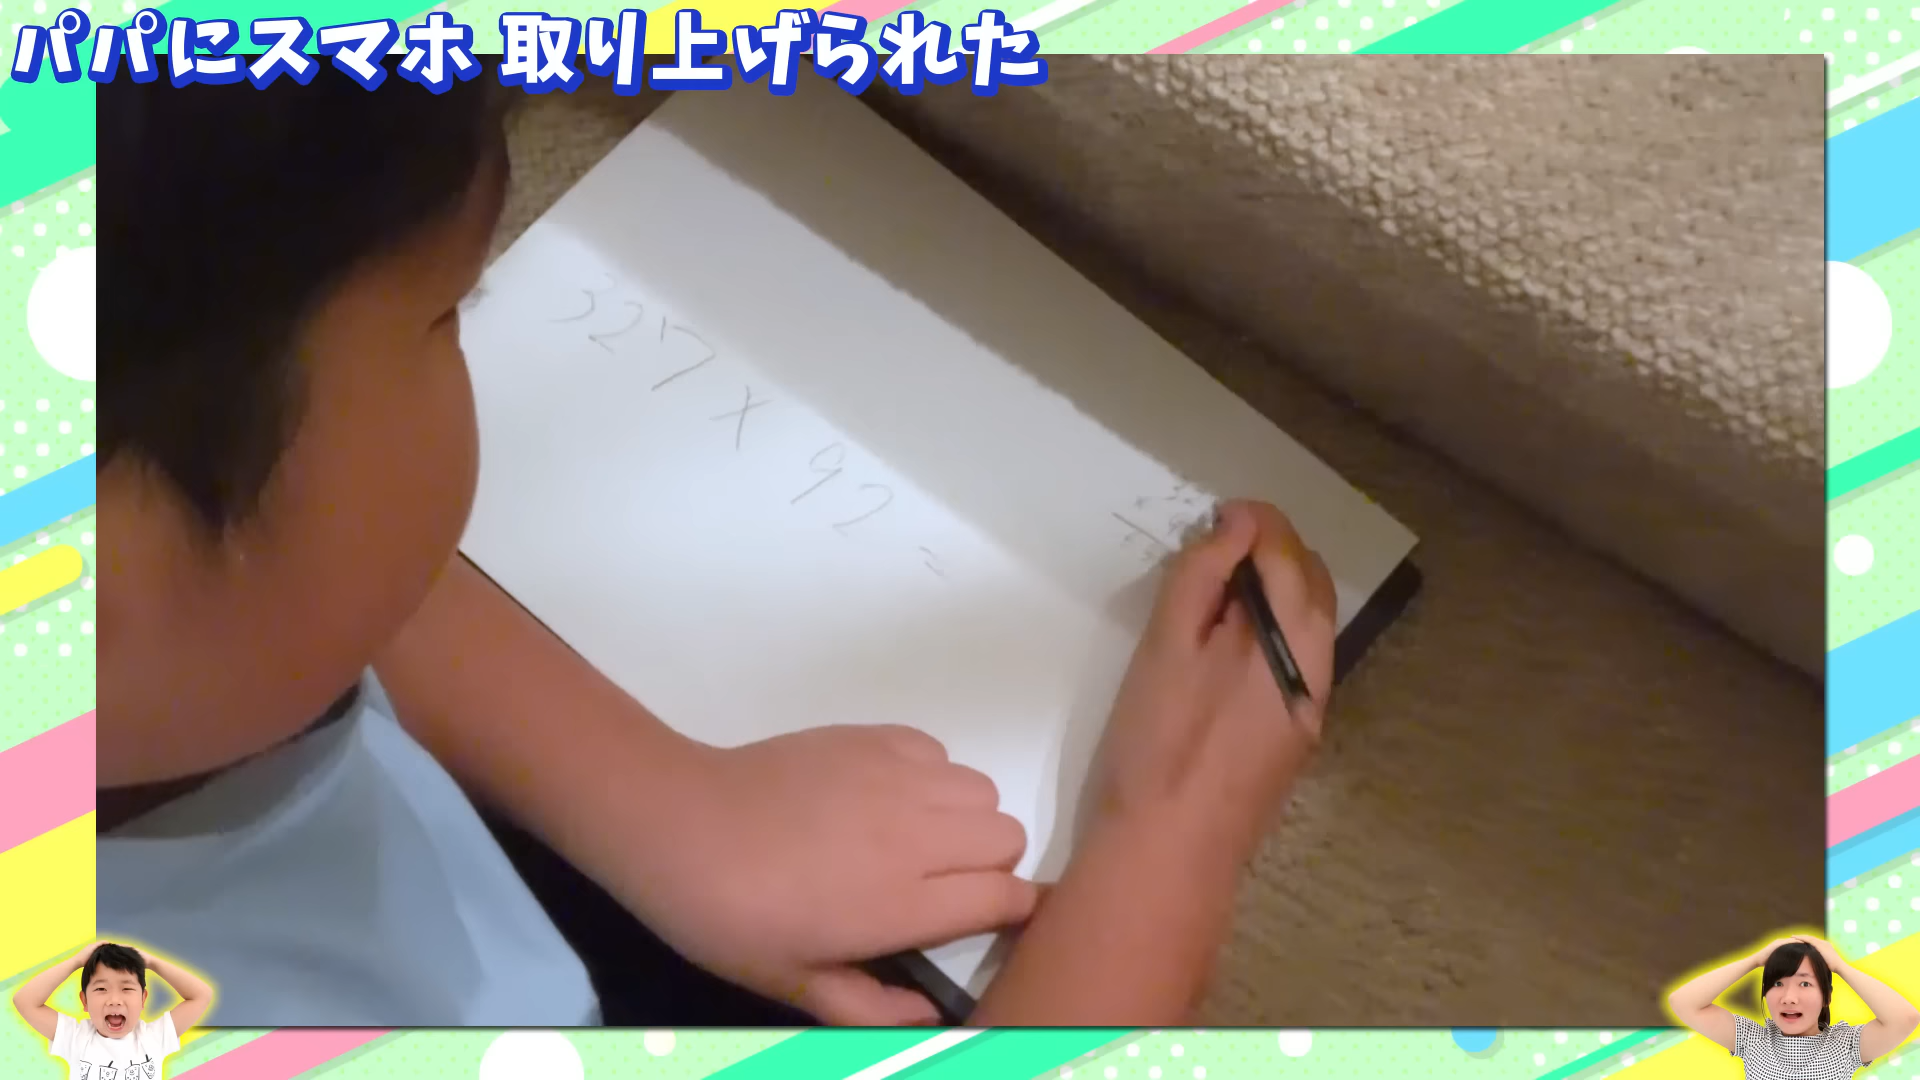 パパにスマホ 取り上げられた
327 × 92 =